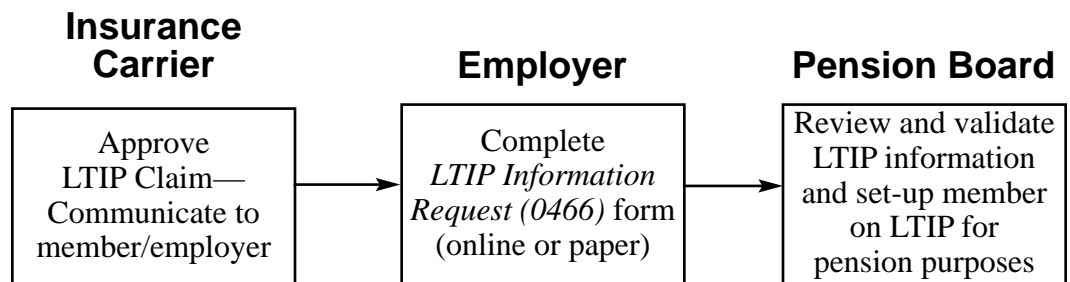 Insurance
Carrier
Employer
Pension Board
Approve
LTIP Claim—
Communicate to
member/employer
Complete
LTIP Information
Request (0466) form
(online or paper)
Review and validate
LTIP information
and set-up member
on LTIP for
pension purposes